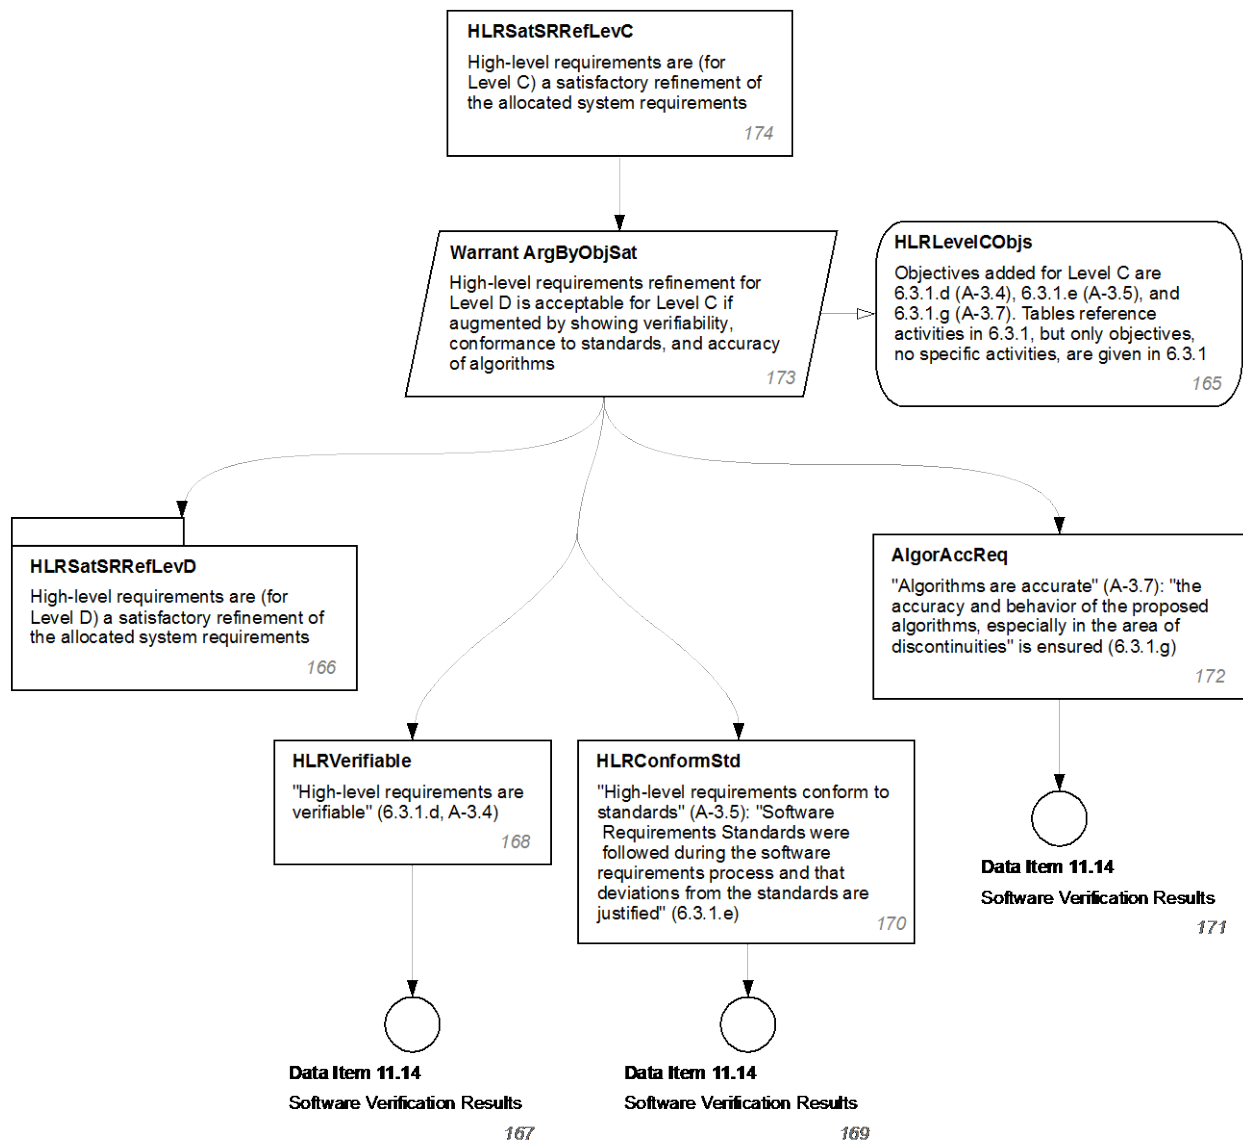 HLRSatSRRefLevC
High-level requirements are (for
Level C) a satisfactory refinement of
the allocated system requirements
174
Warrant ArgByObjSat
High-level requirements refinement for
Level D is acceptable for Level C if
augmented by showing verifiability,
conformance to standards, and accuracy
of algorithms
173
HLRLevelCObjs
Objectives added for Level C are
6.3.1.d (A-3.4), 6.3.1.e (A-3.5), and
6.3.1.g (A-3.7). Tables reference
activities in 6.3.1, but only objectives,
no specific activities, are given in 6.3.1
165
HLRSatSRRefLevD
High-level requirements are (for
Level D) a satisfactory refinement of
the allocated system requirements
166
AlgorAccReq
"Algorithms are accurate" (A-3.7): "the
accuracy and behavior of the proposed
algorithms, especially in the area of
discontinuities" is ensured (6.3.1.g)
172
HLRVerifiable
"High-level requirements are
verifiable" (6.3.1.d, A-3.4)
168
HLRConformStd
"High-level requirements conform to
standards" (A-3.5): "Software
Requirements Standards were
followed during the software
requirements process and that
deviations from the standards are
justified" (6.3.1.e)
170
Data Item 11.14
Software Verification Results
171
Data Item 11.14
Software Verification Results
167
Data Item 11.14
Software Verification Results
169